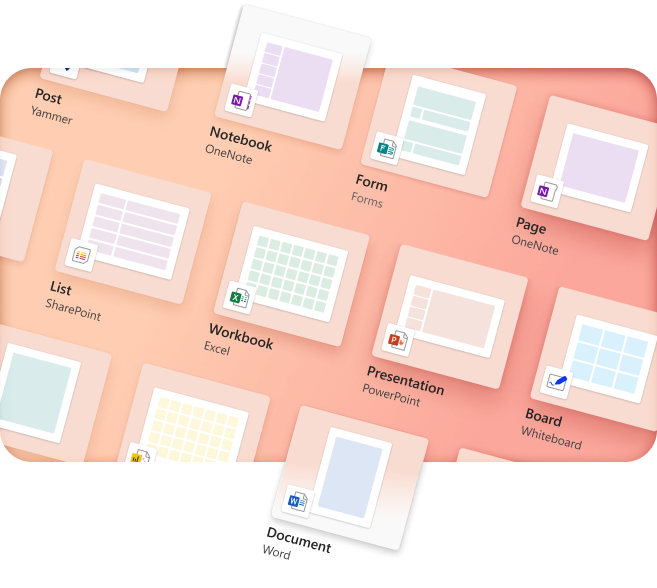 Post
Yammer
Notebook
OneNote
Form
Forms
Page
OneNote
List
SharePoint
Workbook
Excel
Presentation
PowerPoint
Board
Whiteboard
Document
Word